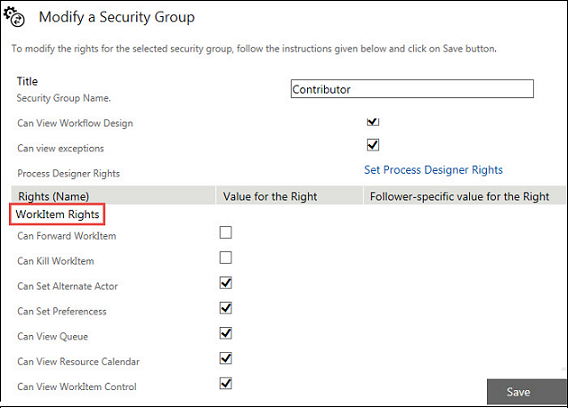 Modify a Security Group
To modify the rights for the selected security group, follow the instructions given below and click on Save button.
Title
Security Group Name.
Contributor
Can View Workflow Design
Can view exceptions
Process Designer Rights
Set Process Designer Rights
Rights (Name) Value for the Right Follower-specific value for the Right
WorkItem Rights
Can Forward WorkItem
Can Kill WorkItem
Can Set Alternate Actor
Can Set Preferencess
Can View Queue
Can View Resource Calendar
Can View WorkItem Control
Save